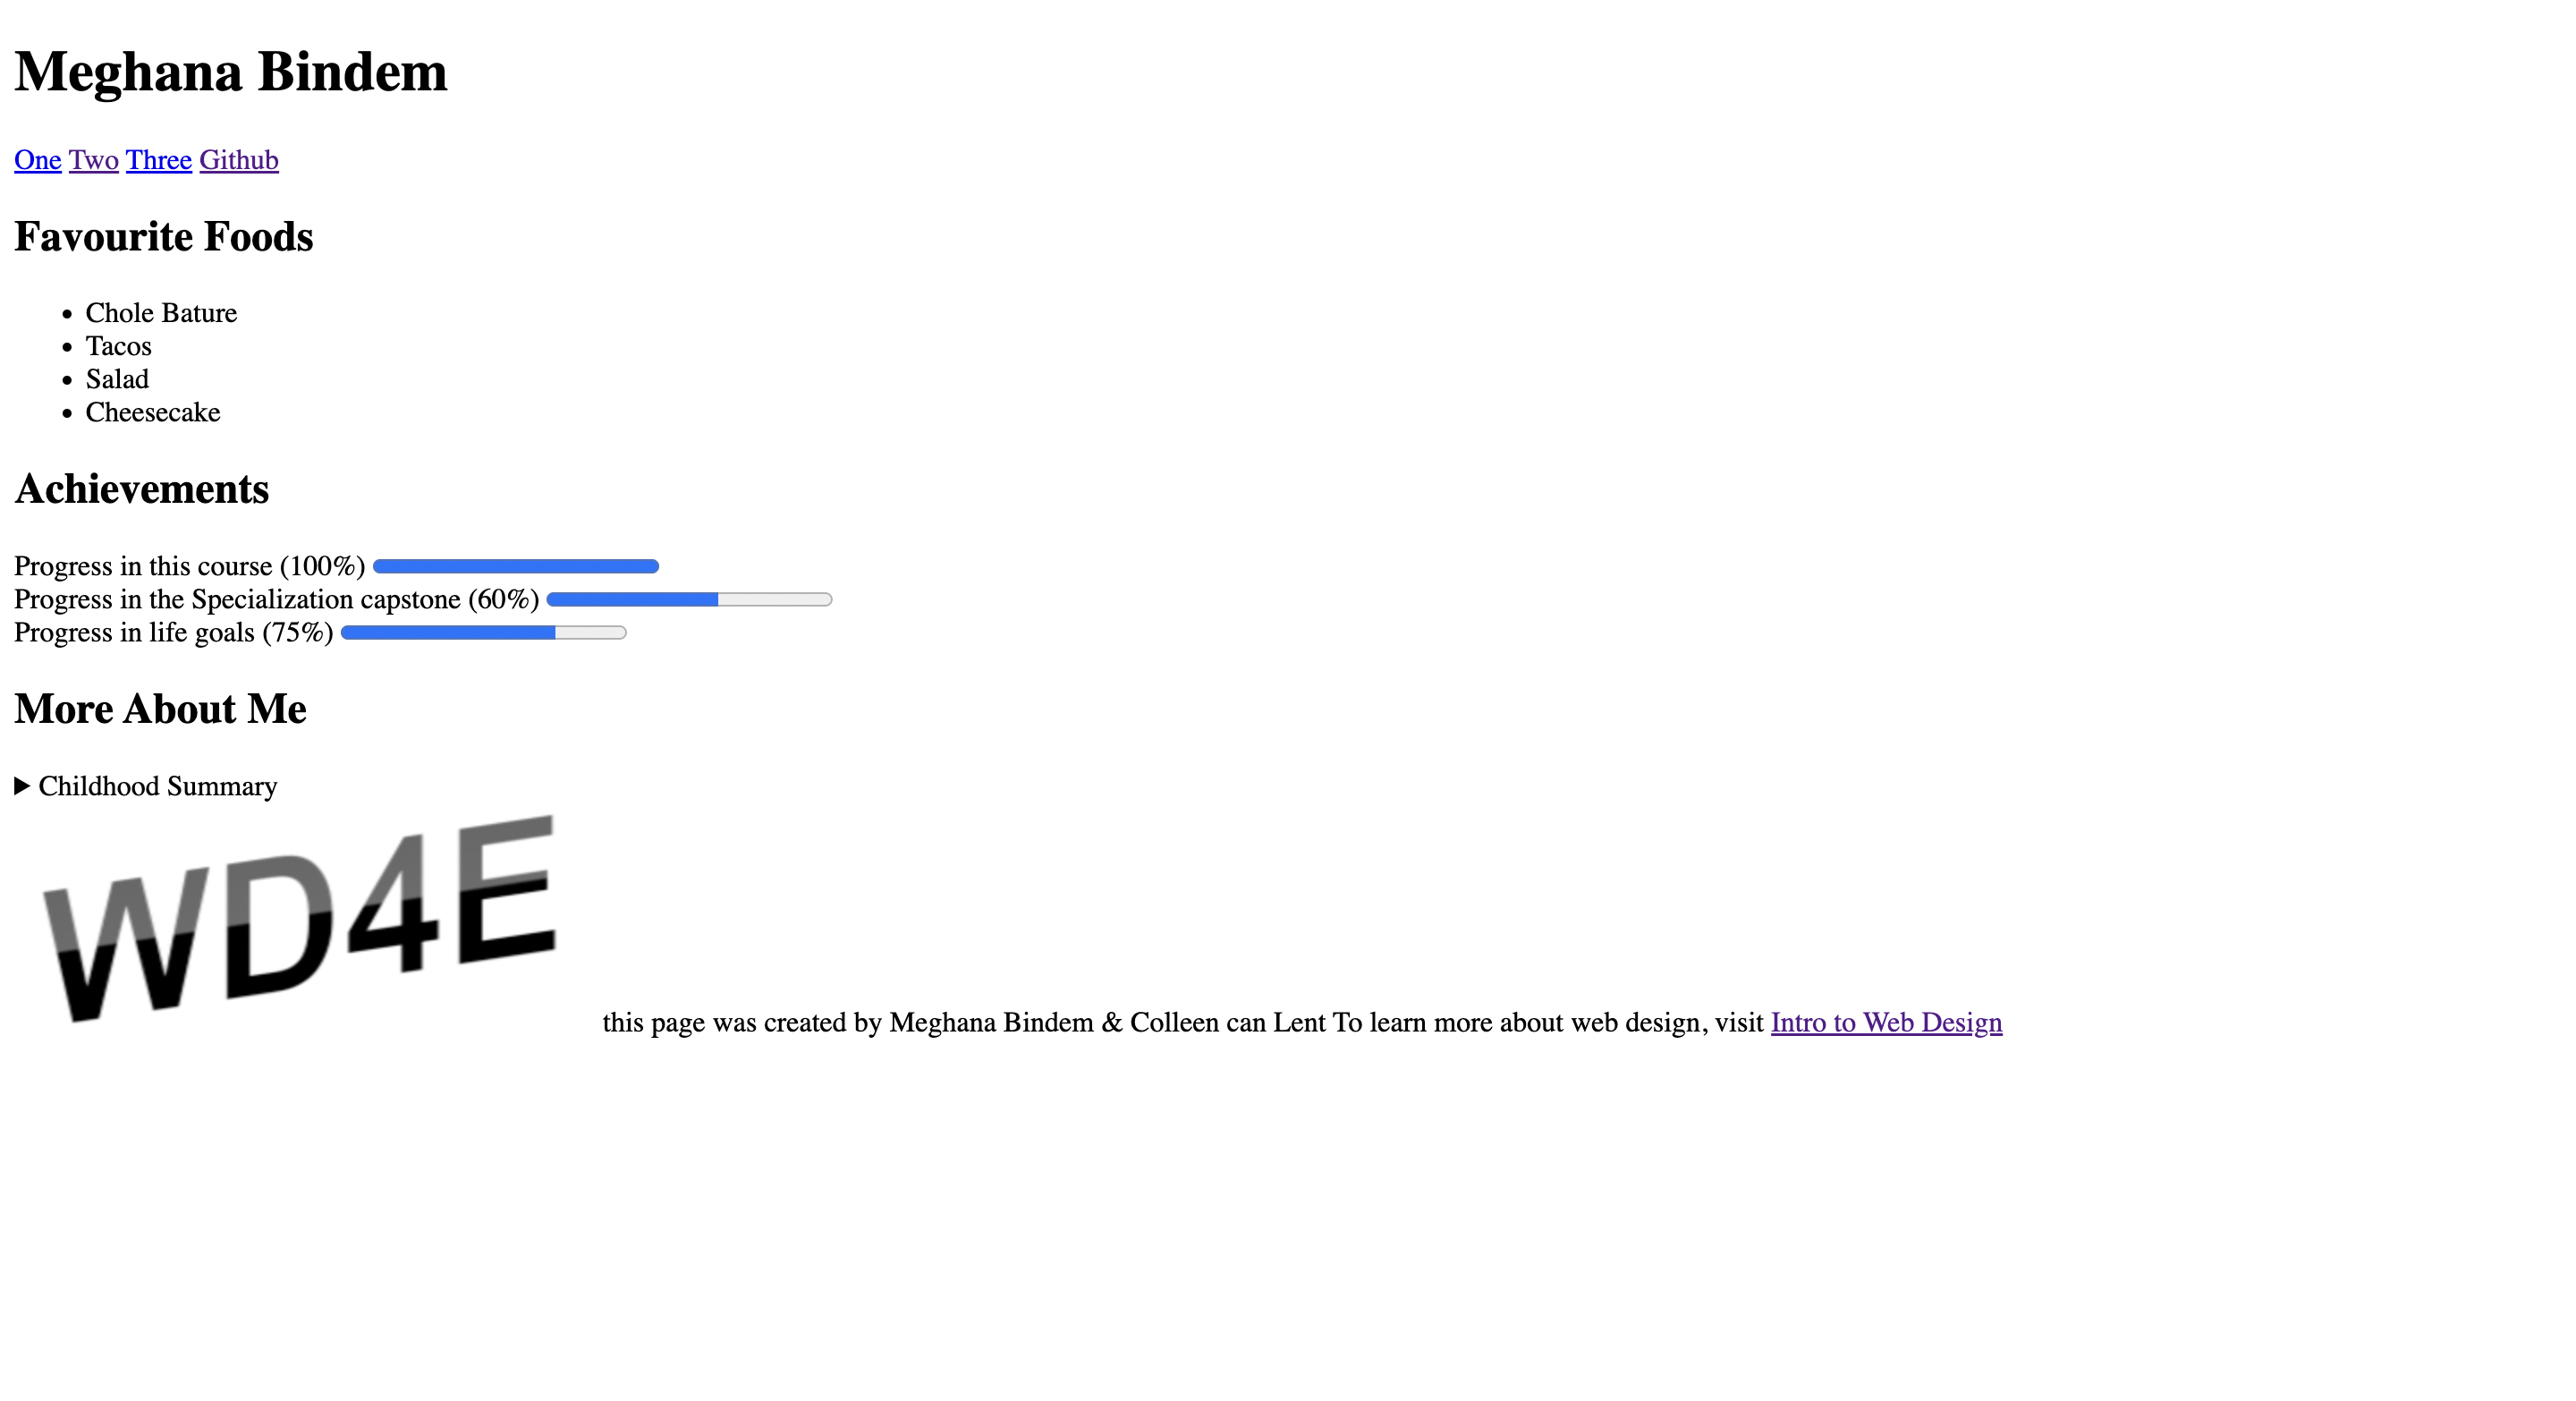 Meghana Bindem
One Two Three Github
Favourite Foods
Chole Bature
Tacos
Salad
Cheesecake
Achievements
Progress in this course (100%)
Progress in the Specialization capstone (60%)
Progress in life goals (75%)
More About Me
Childhood Summary
WD4E
this page was created by Meghana Bindem & Colleen can Lent To learn more about web design, visit Intro to Web Design